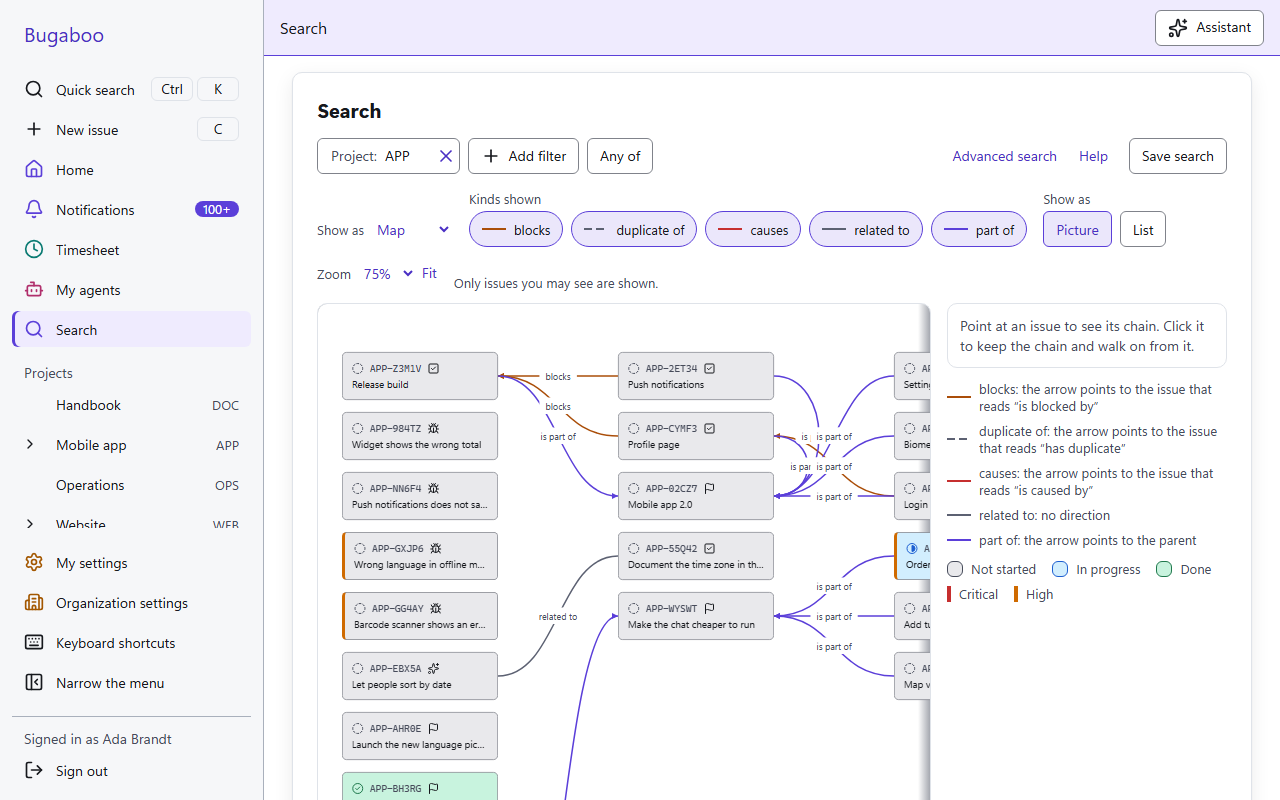 Bugaboo
Quick search Ctrl K
New issue C
Home
Notifications 100+
Timesheet
My agents
Search
Projects
Handbook DOC
Mobile app APP
Operations OPS
Website WEB
My settings
Organization settings
Keyboard shortcuts
Narrow the menu
Signed in as Ada Brandt
Sign out
Search
Assistant
Search
Project: APP
Add filter
Any of
Advanced search
Help
Save search
Show as Map
Kinds shown
blocks
duplicate of
causes
related to
part of
Show as
Picture
List
Zoom 75% Fit
Only issues you may see are shown.
APP-Z3M1V
Release build
APP-984TZ
Widget shows the wrong total
APP-NN6F4
Push notifications does not sa...
APP-GXJP6
Wrong language in offline m...
APP-GG4AY
Barcode scanner shows an er...
APP-EBX5A
Let people sort by date
APP-AHR0E
Launch the new language pic...
APP-BH3RG
blocks
blocks
is part of
related to
APP-2ET34
Push notifications
APP-CYMF3
Profile page
APP-02CZ7
Mobile app 2.0
APP-55Q42
Document the time zone in th...
APP-WYSWT
Make the chat cheaper to run
is part of
is part of
is part of
is part of
is part of
is part of
Login
Add tu
Map v
Point at an issue to see its chain. Click it
to keep the chain and walk on from it.
blocks: the arrow points to the issue that
reads “is blocked by”
duplicate of: the arrow points to the issue
that reads “has duplicate”
causes: the arrow points to the issue that
reads “is caused by”
related to: no direction
part of: the arrow points to the parent
Not started
In progress
Done
Critical
High